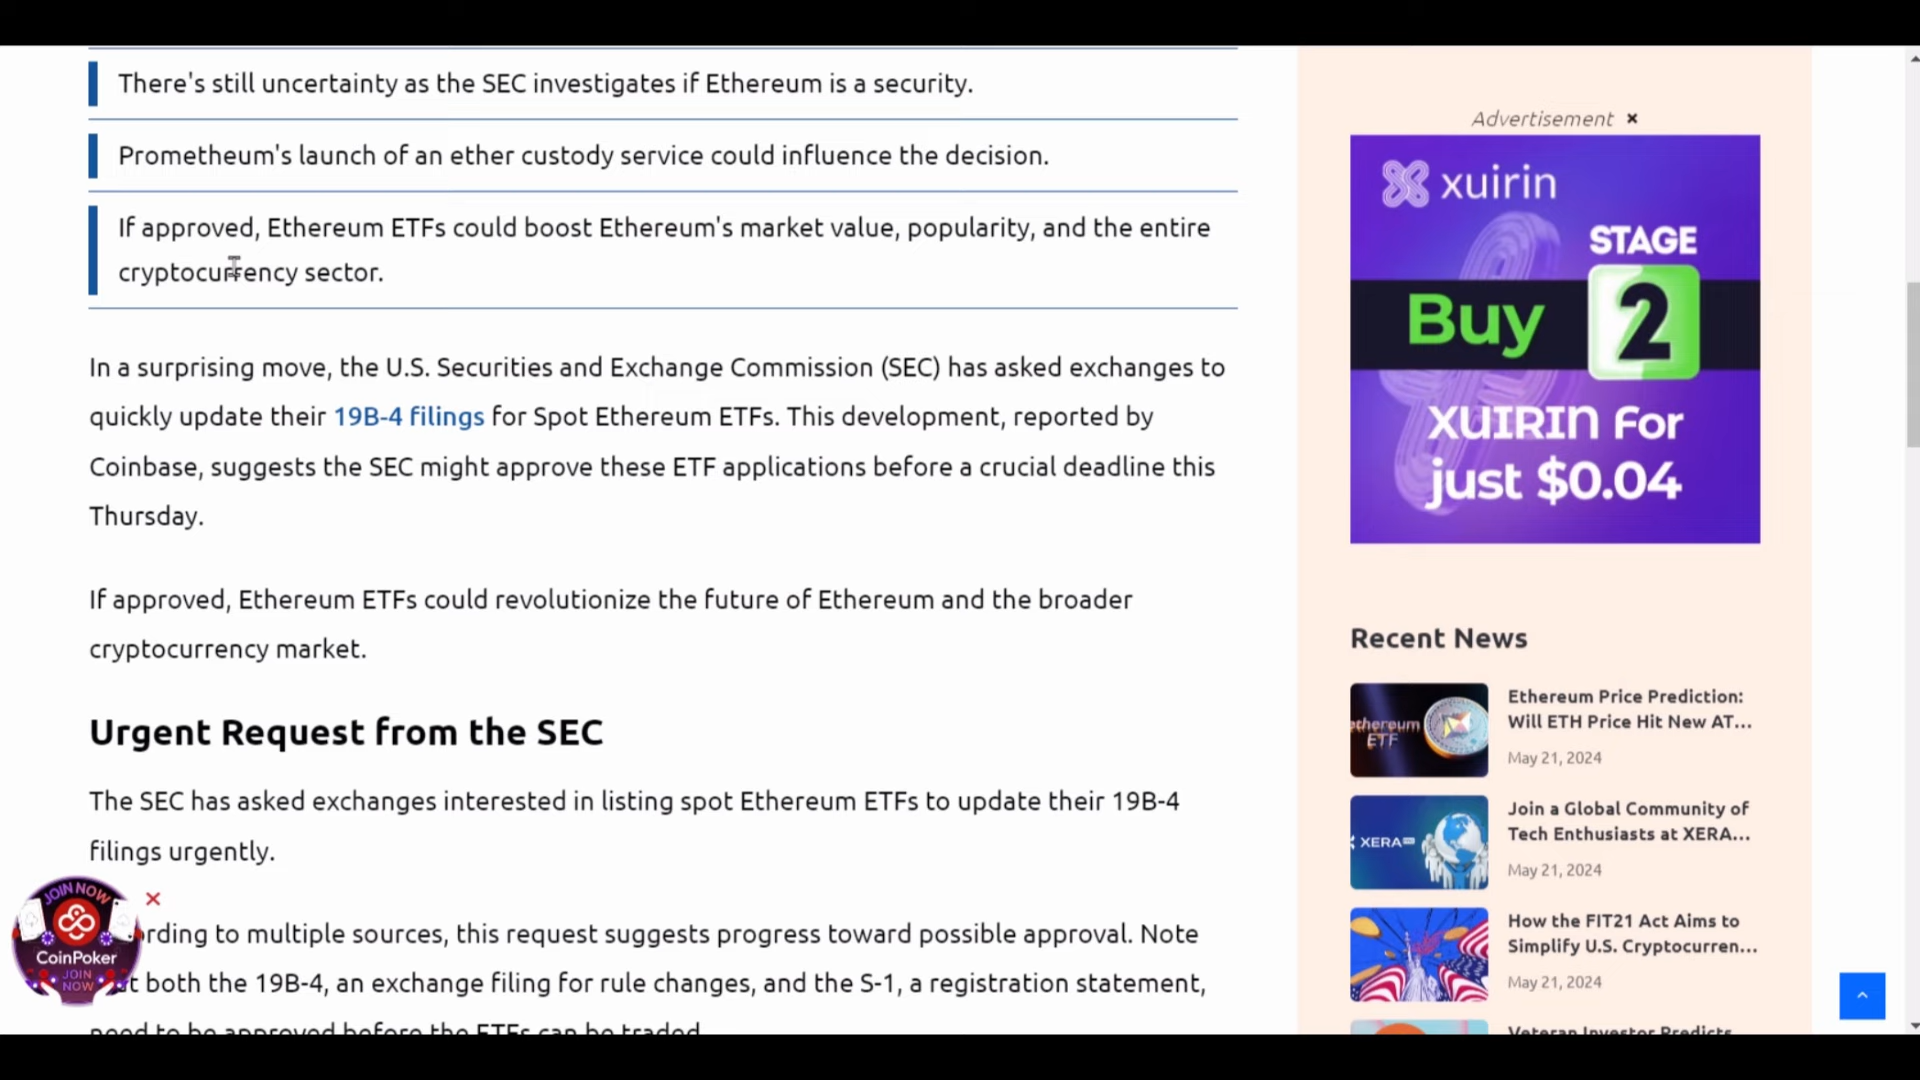 There's still uncertainty as the SEC investigates if Ethereum is a security.
Prometheum's launch of an ether custody service could influence the decision.
If approved, Ethereum ETFs could boost Ethereum's market value, popularity, and the entire
cryptocurrency sector.
In a surprising move, the U.S. Securities and Exchange Commission (SEC) has asked exchanges to
quickly update their 19B-4 filings for Spot Ethereum ETFs. This development, reported by
Coinbase, suggests the SEC might approve these ETF applications before a crucial deadline this
Thursday.
If approved, Ethereum ETFs could revolutionize the future of Ethereum and the broader
cryptocurrency market.
Urgent Request from the SEC
The SEC has asked exchanges interested in listing spot Ethereum ETFs to update their 19B-4
filings urgently.
rding to multiple sources, this request suggests progress toward possible approval. Note
t both the 19B-4, an exchange filing for rule changes, and the S-1, a registration statement,
need to be approved before the ETFs can be traded
JOIN NOW
CoinPoker
JOIN
NOW
Advertisement ×
xuirin
STAGE
Buy 2
XUIRIN For
just $0.04
Recent News
ethereum
ETF
Ethereum Price Prediction:
Will ETH Price Hit New AT...
May 21, 2024
XERA
Join a Global Community of
Tech Enthusiasts at XERA...
May 21, 2024
How the FIT21 Act Aims to
Simplify U.S. Cryptocurren...
May 21, 2024
Veteran Investor Predicts